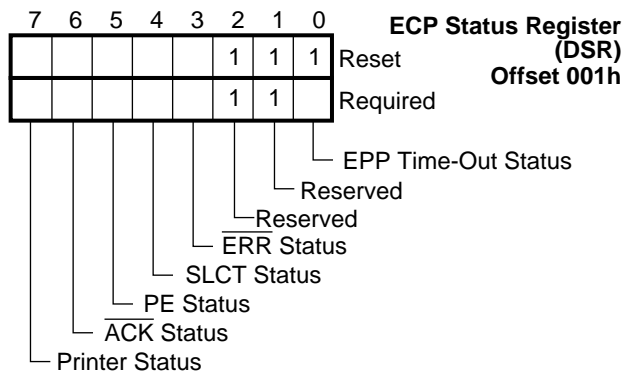 7 6 5 4 3 2 1 0
ECP Status Register
(DSR)
Offset 001h
1 1 1 Reset
1 1 Required
EPP Time-Out Status
Reserved
Reserved
ERR Status
SLCT Status
PE Status
ACK Status
Printer Status